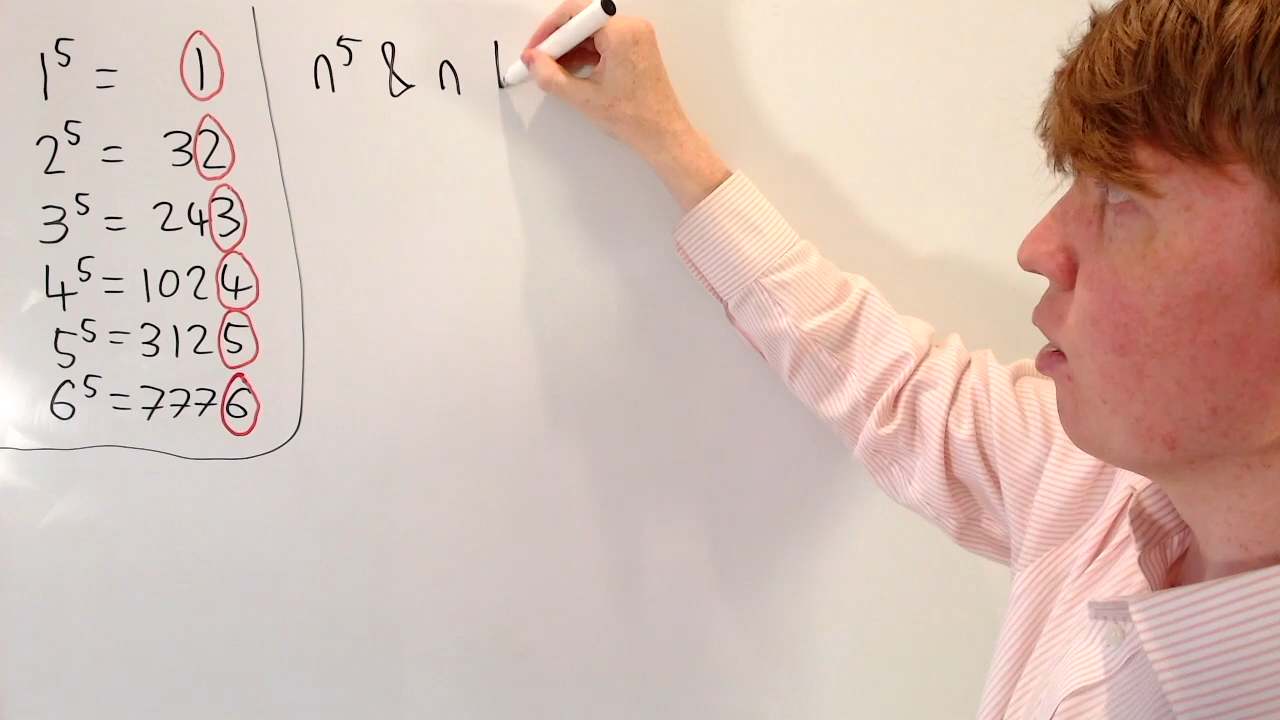 1⁵ = 1
2⁵ = 32
3⁵ = 243
4⁵ = 1024
5⁵ = 3125
6⁵ = 7776
n⁵ & n